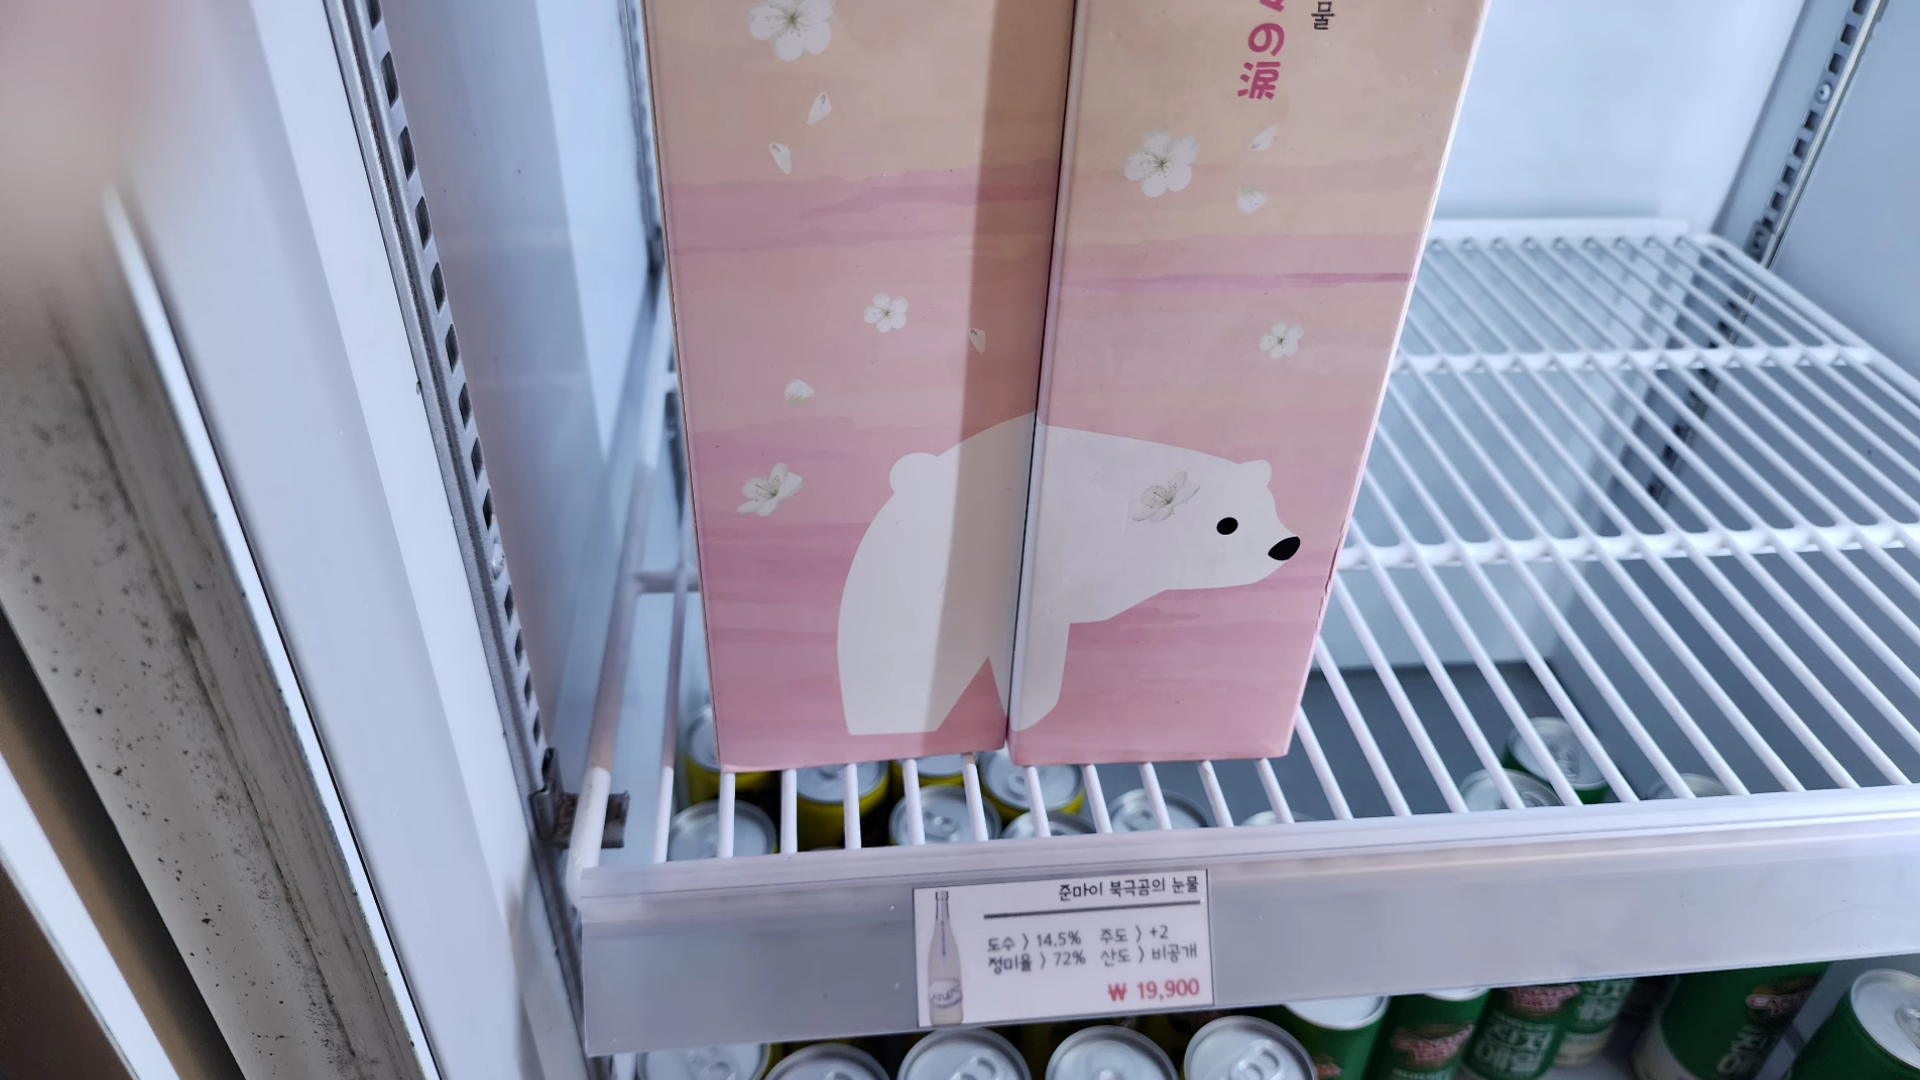 の涙
물
준마이 북극곰의 눈물
도수 > 14.5% 주도 > +2
정미율 > 72% 산도 > 비공개
₩ 19,900